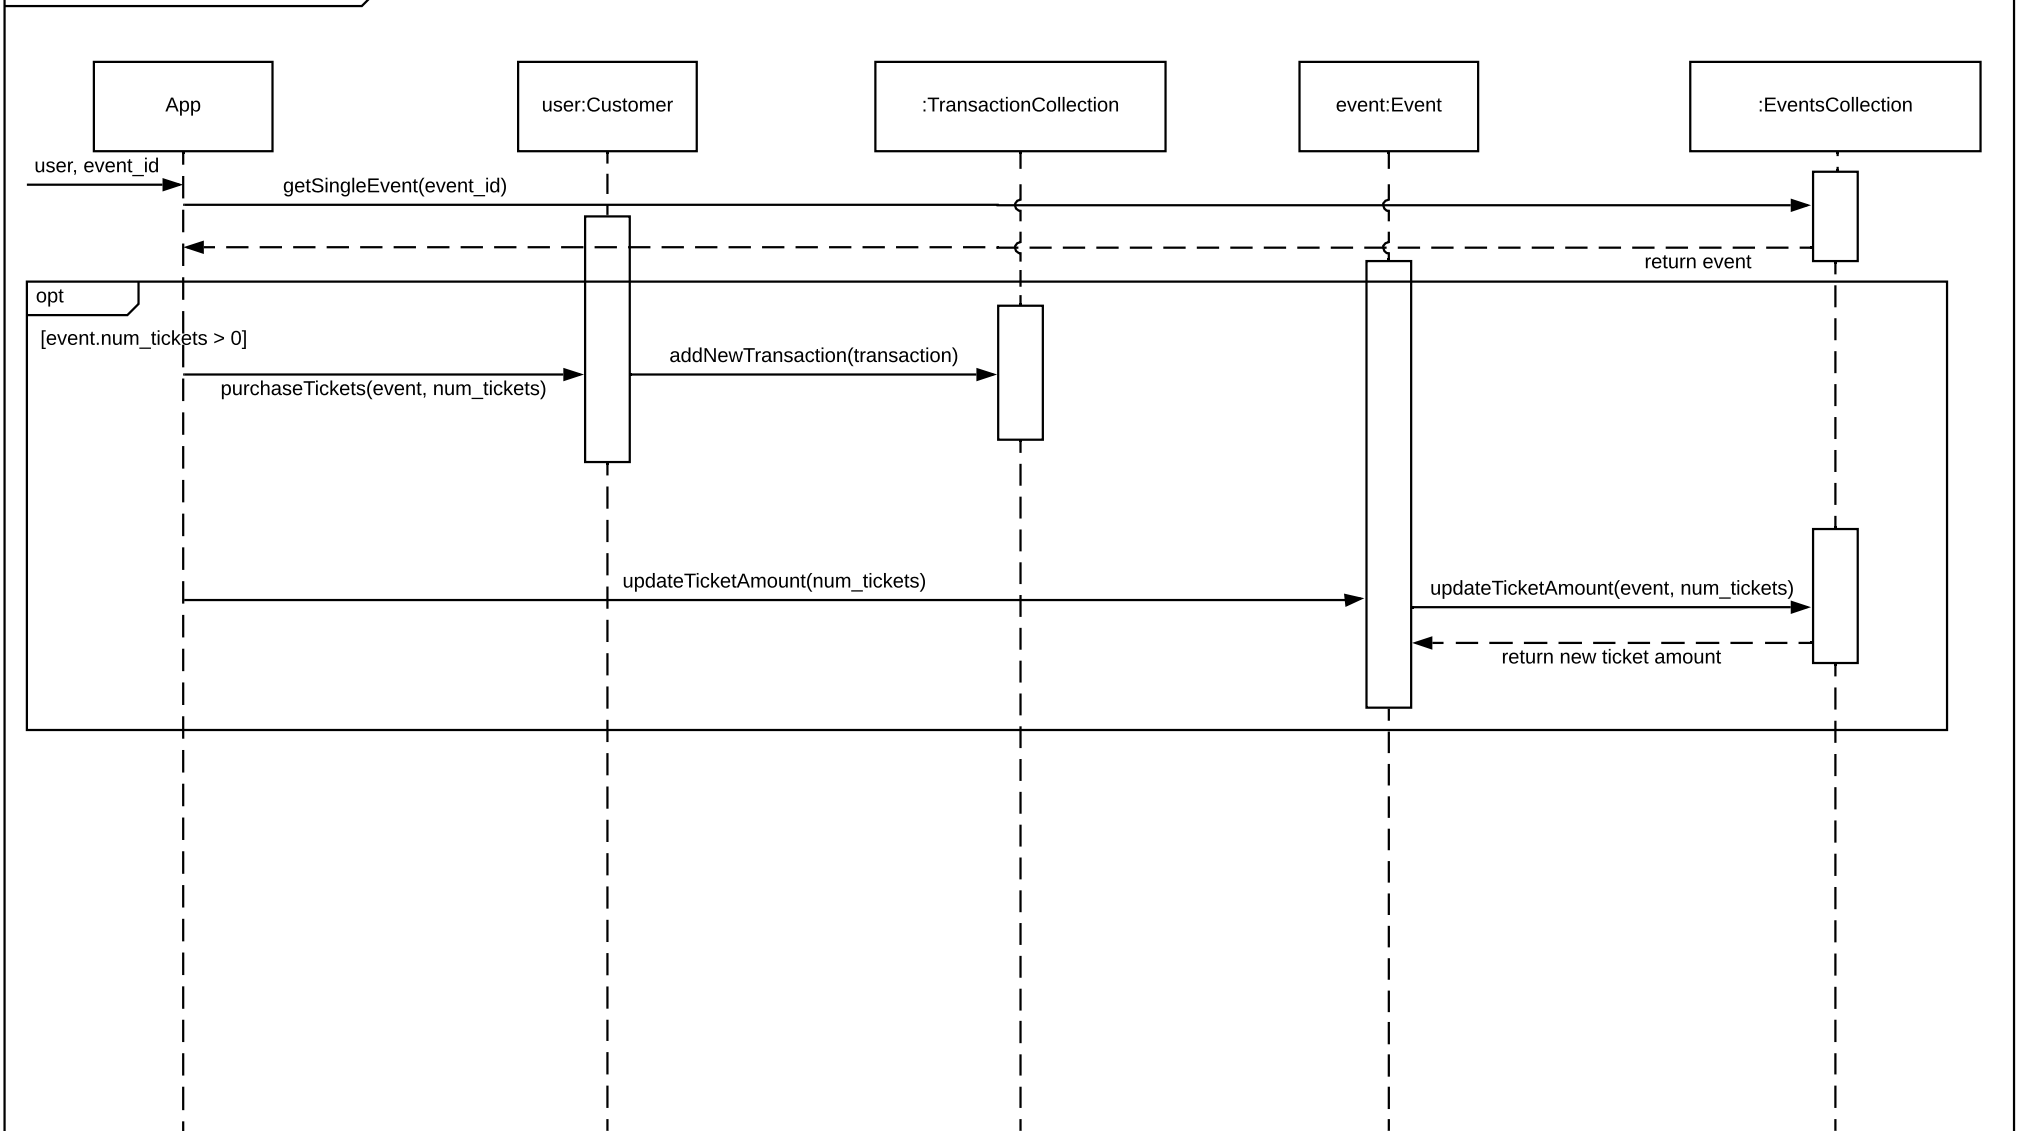 App
user:Customer
:TransactionCollection
event:Event
:EventsCollection
user, event_id
getSingleEvent(event_id)
return event
opt
[event.num_tickets > 0]
addNewTransaction(transaction)
purchaseTickets(event, num_tickets)
updateTicketAmount(num_tickets)
updateTicketAmount(event, num_tickets)
return new ticket amount